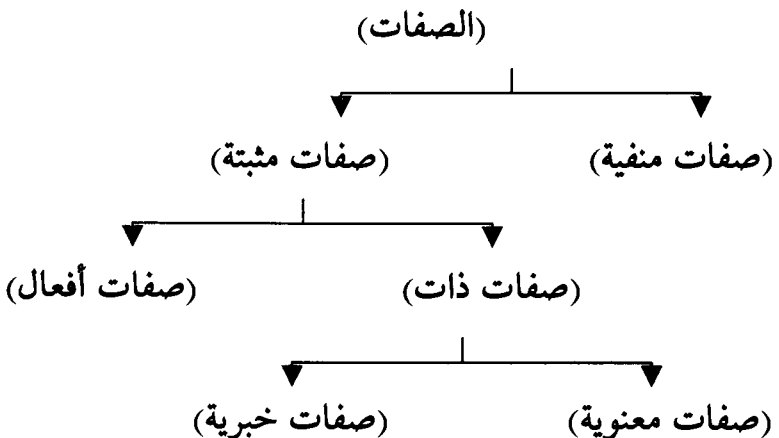 (الصفات)
(صفات منفية) (صفات مثبتة)
(صفات ذات) (صفات أفعال)
(صفات معنوية) (صفات خبرية)